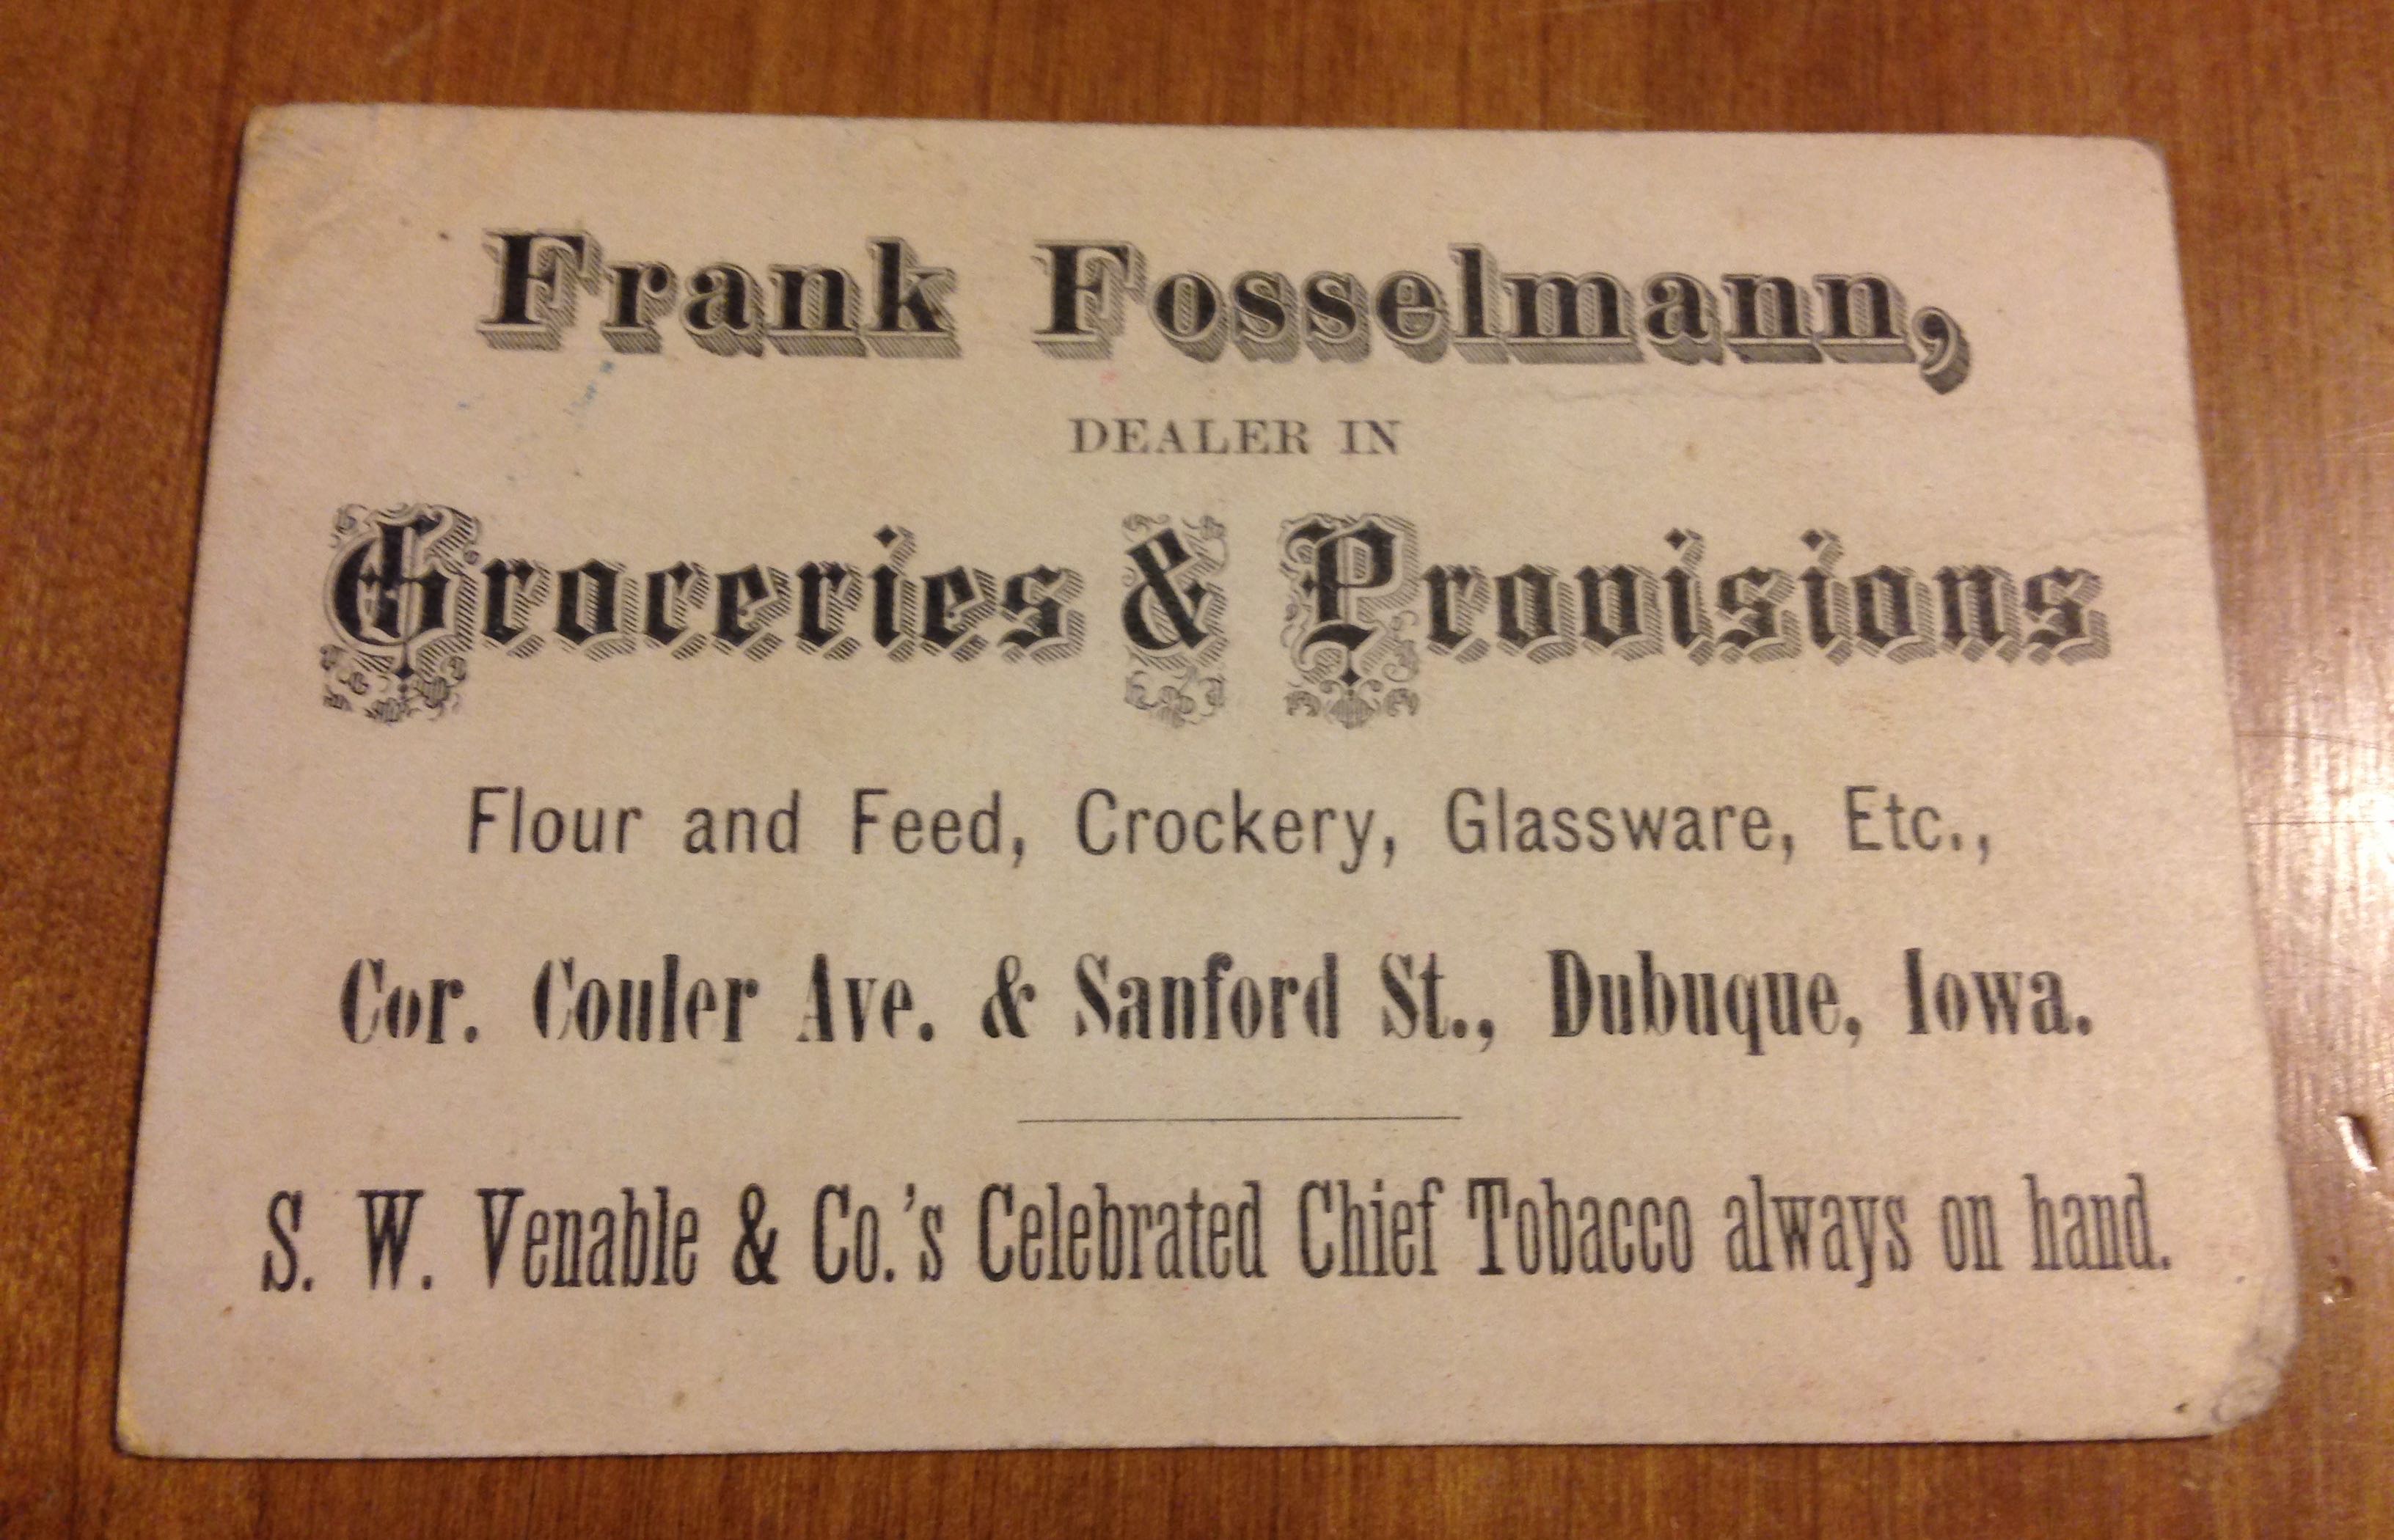 Frank Fosselmann,
DEALER IN
Groceries & Provisions
Flour and Feed, Crockery, Glassware, Etc.,
Cor. Couler Ave. & Sanford St., Dubuque, Iowa.
S. W. Venable & Co.'s Celebrated Chief Tobacco always on hand.